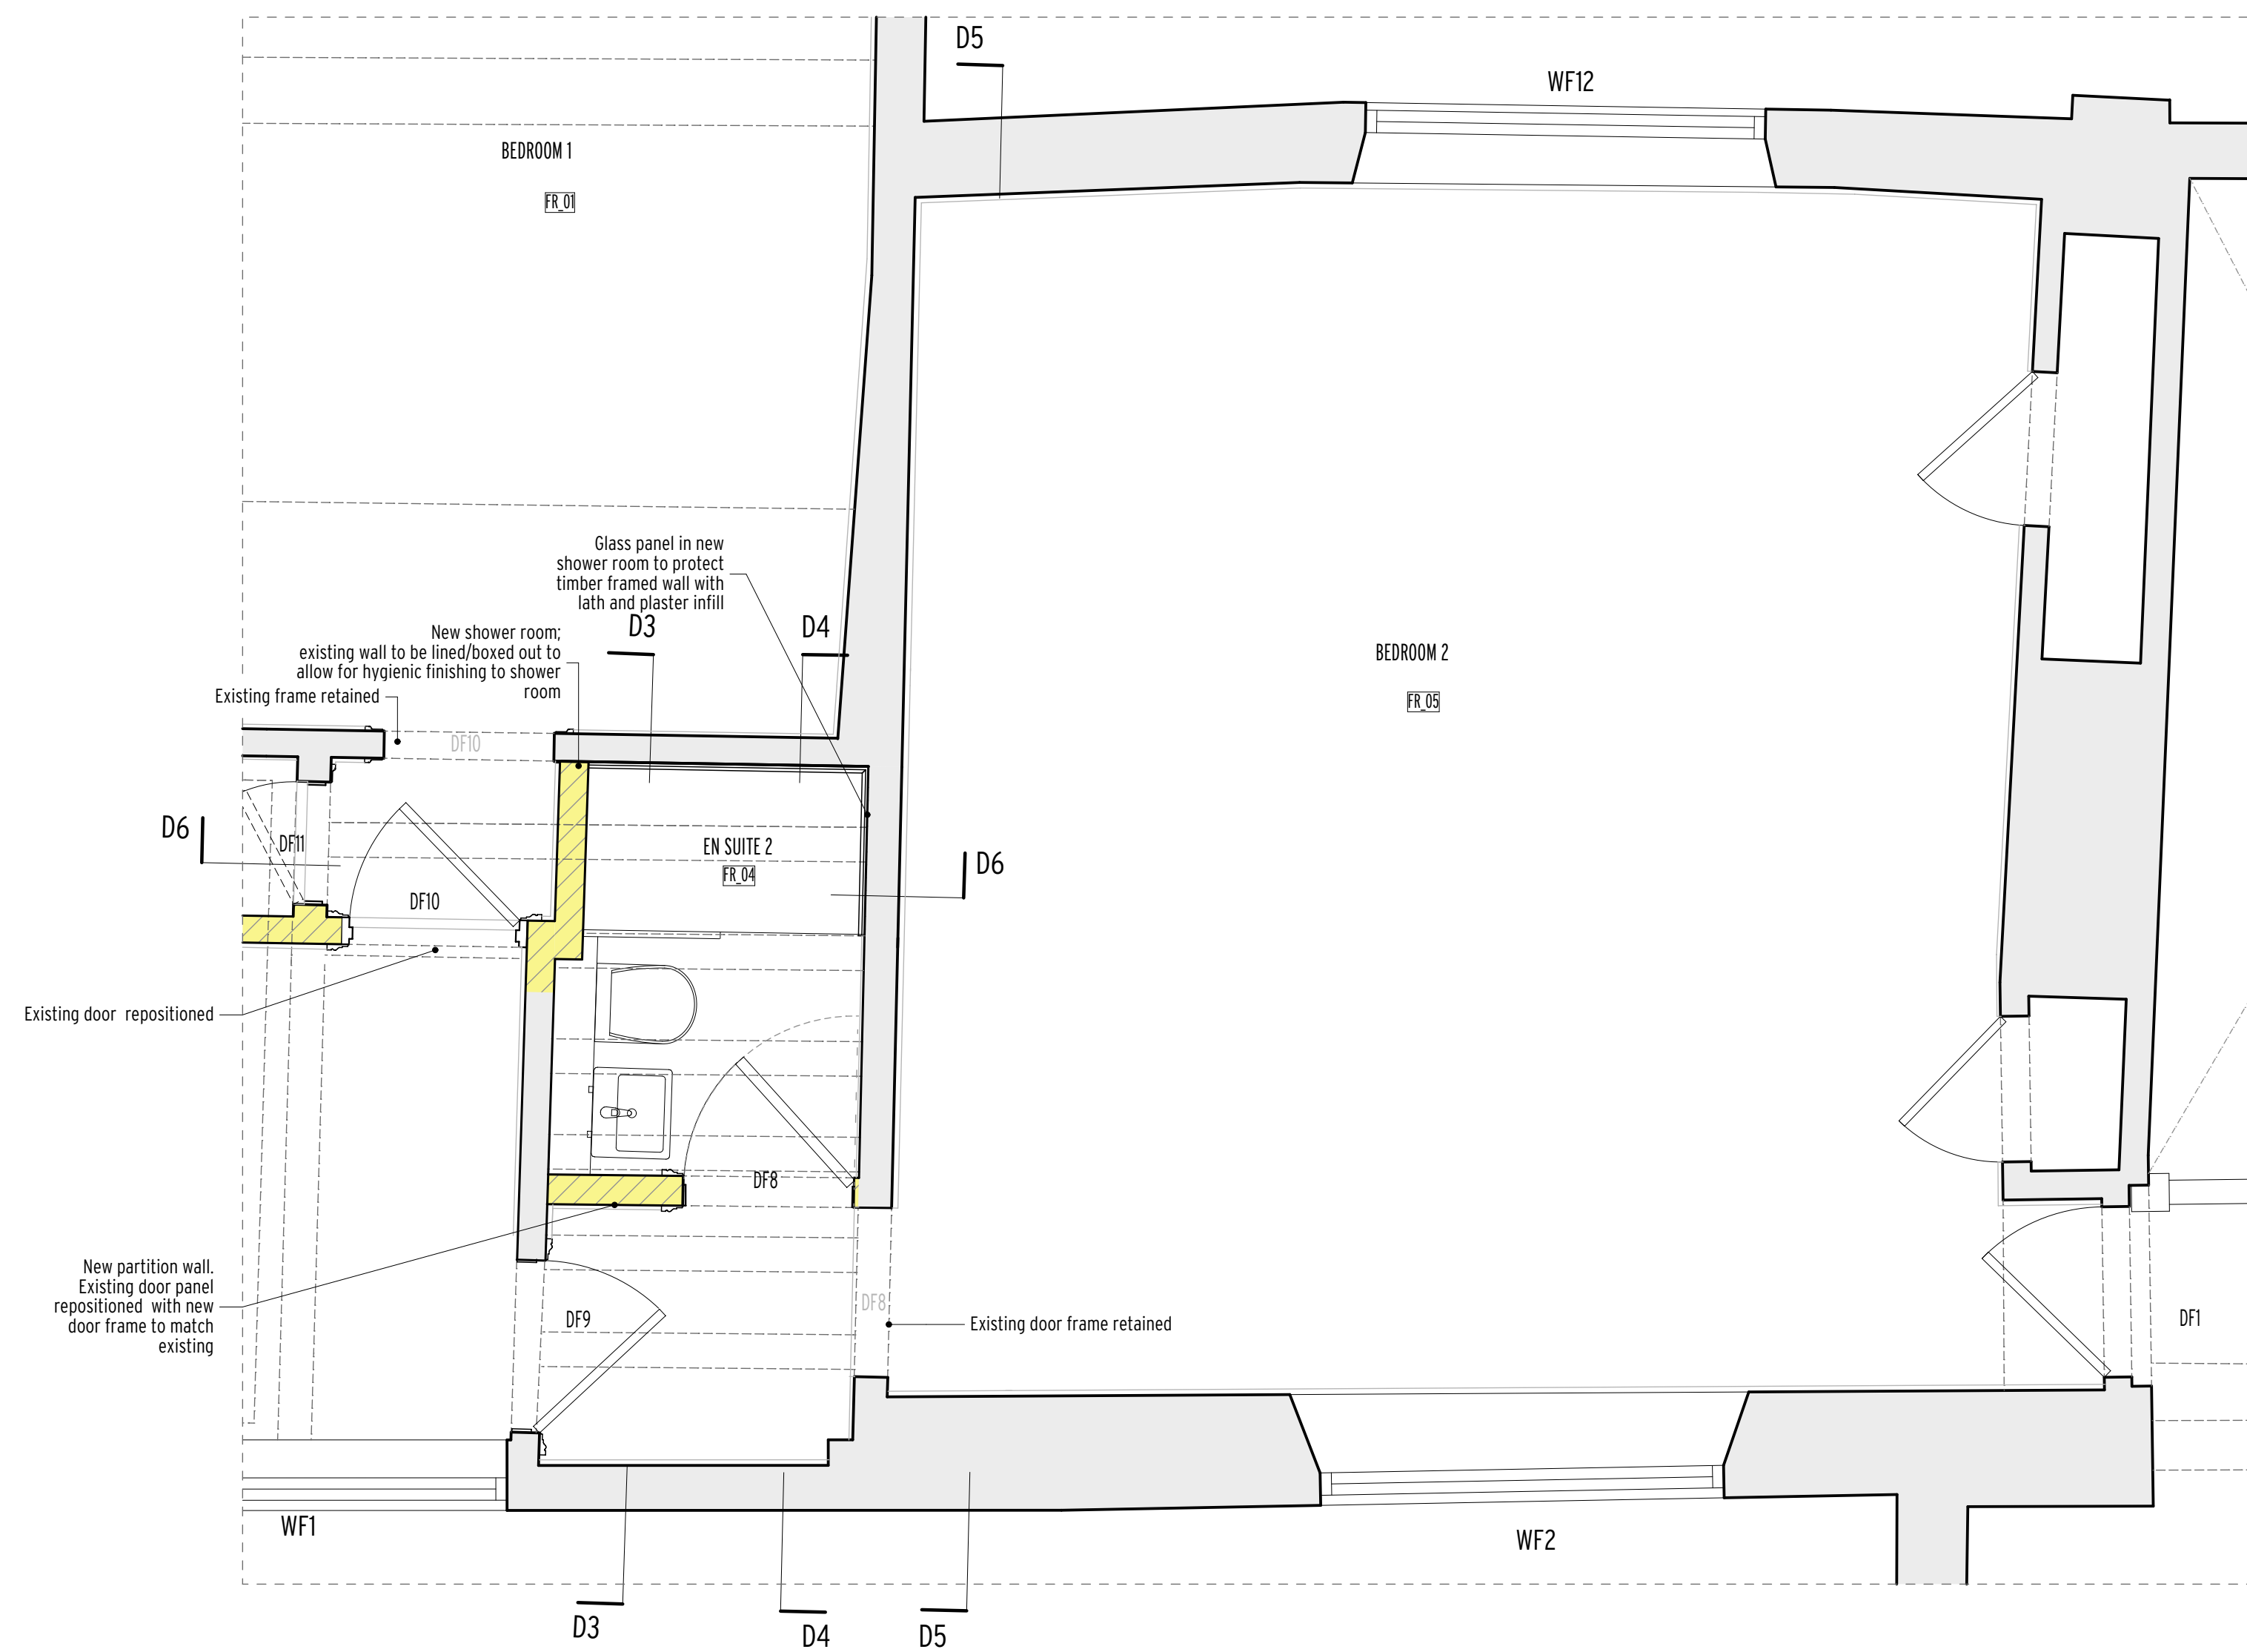 D5
WF12
BEDROOM 1
FR_01
Glass panel in new
shower room to protect
timber framed wall with
lath and plaster infill
D3
D4
New shower room;
existing wall to be lined/boxed out to
allow for hygienic finishing to shower
room
Existing frame retained
BEDROOM 2
FR_05
DF10
D6
DF11
EN SUITE 2
FR_04
D6
DF10
Existing door repositioned
DF8
New partition wall.
Existing door panel
repositioned with new
door frame to match
existing
DF9
DF8
Existing door frame retained
DF1
WF1
WF2
D3
D4
D5